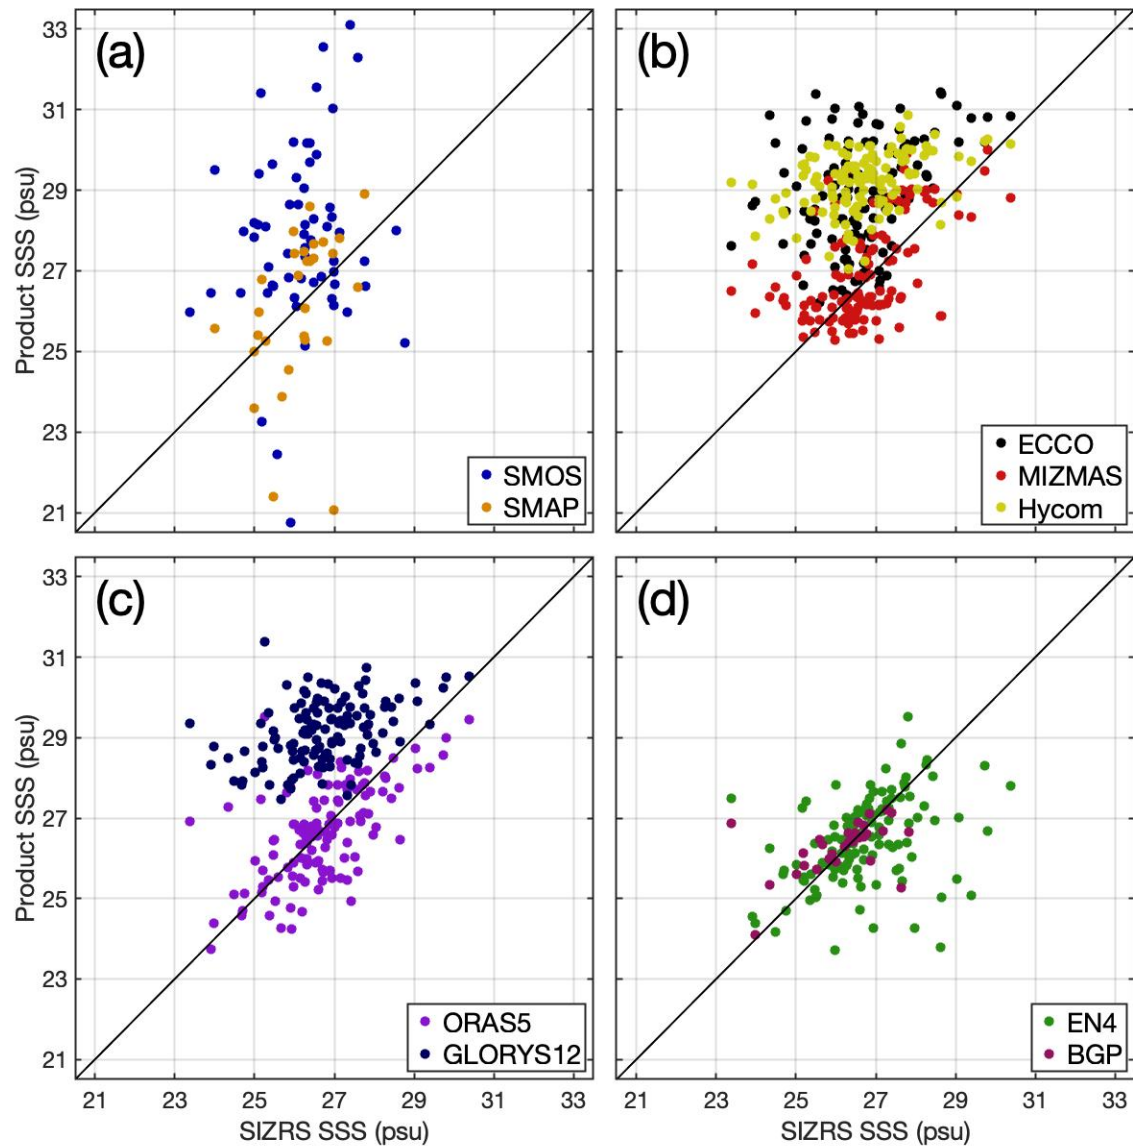 (a)
33
31
29
27
25
23
21
Product SSS (psu)
SMOS
SMAP
(b)
ECCO
MIZMAS
Hycom
(c)
33
31
29
27
25
23
21
Product SSS (psu)
ORAS5
GLORYS12
21 23 25 27 29 31 33
SIZRS SSS (psu)
(d)
EN4
BGP
21 23 25 27 29 31 33
SIZRS SSS (psu)